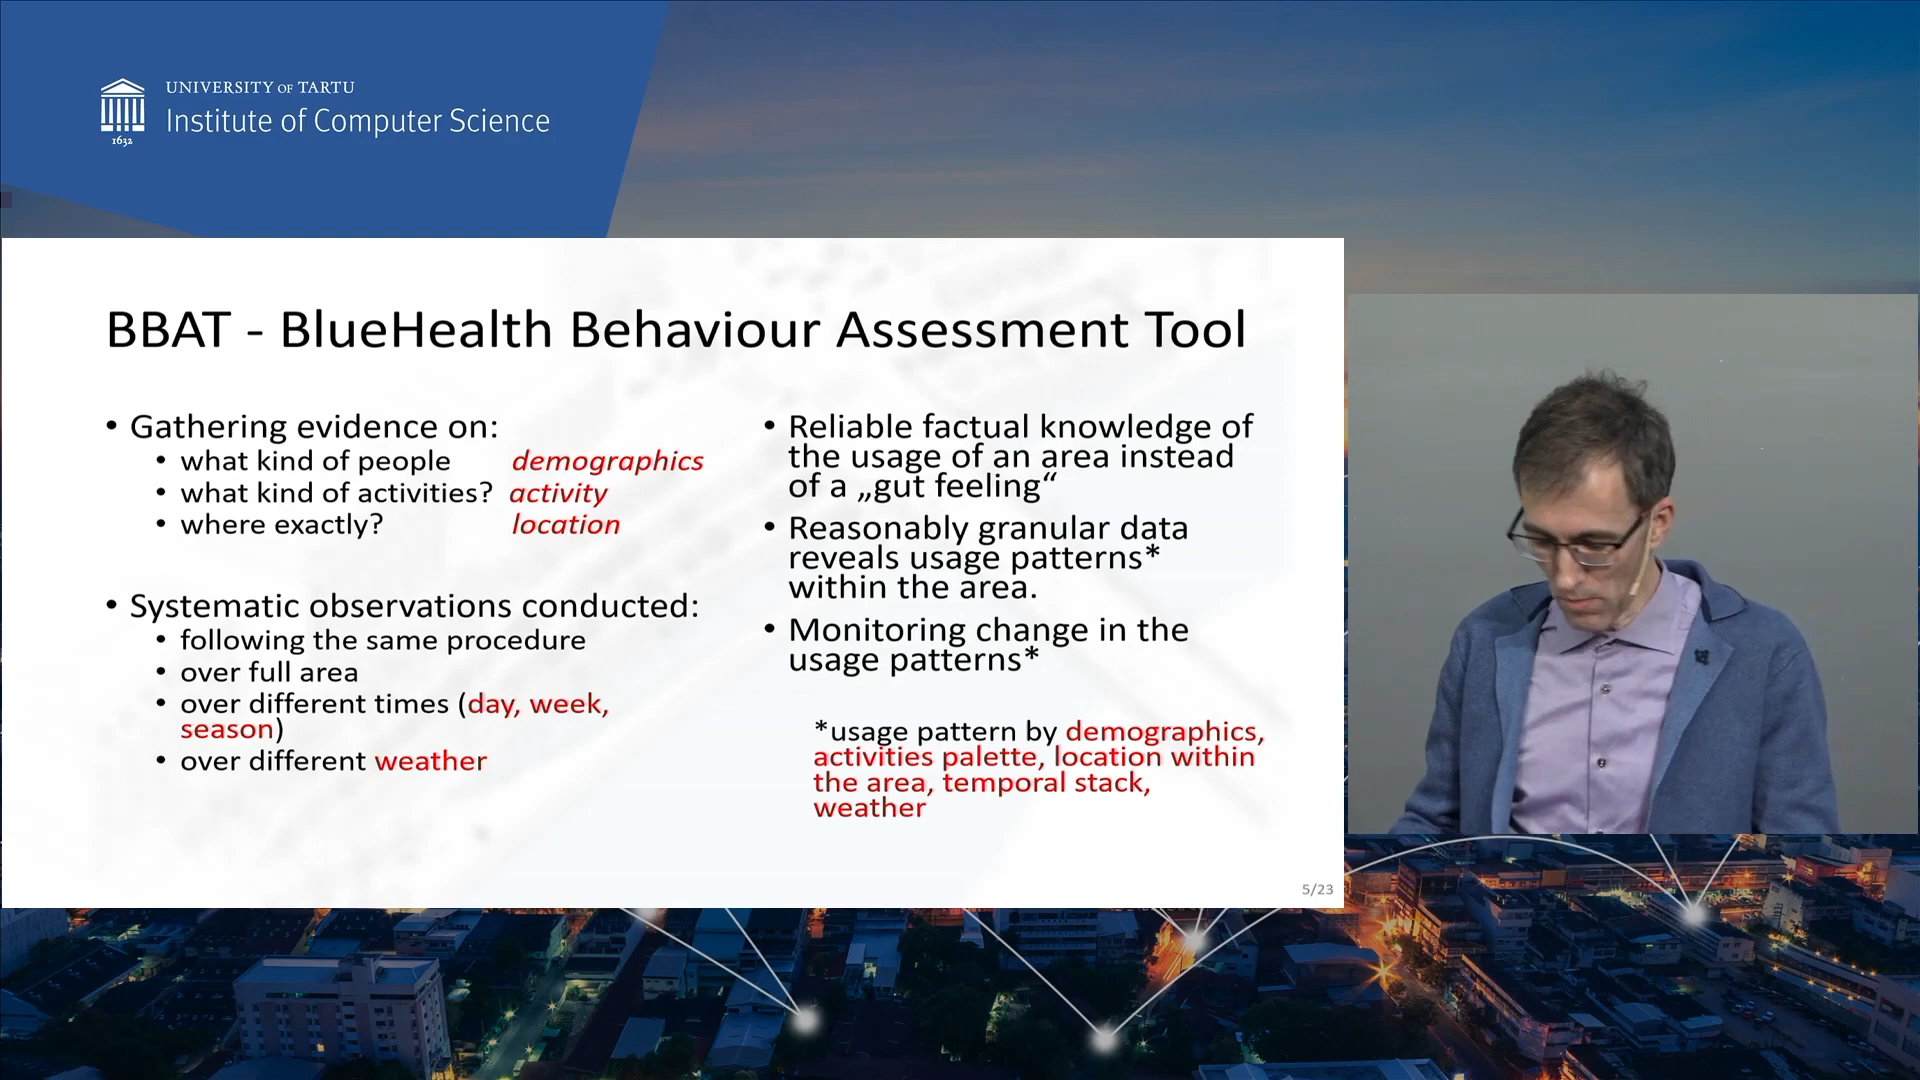 UNIVERSITY OF TARTU
Institute of Computer Science
1632
BBAT - BlueHealth Behaviour Assessment Tool
• Gathering evidence on:
• what kind of people demographics
• what kind of activities? activity
• where exactly? location
• Systematic observations conducted:
• following the same procedure
• over full area
• over different times (day, week,
season)
• over different weather
• Reliable factual knowledge of
the usage of an area instead
of a „gut feeling“
• Reasonably granular data
reveals usage patterns*
within the area.
• Monitoring change in the
usage patterns*
*usage pattern by demographics,
activities palette, location within
the area, temporal stack,
weather
5/23